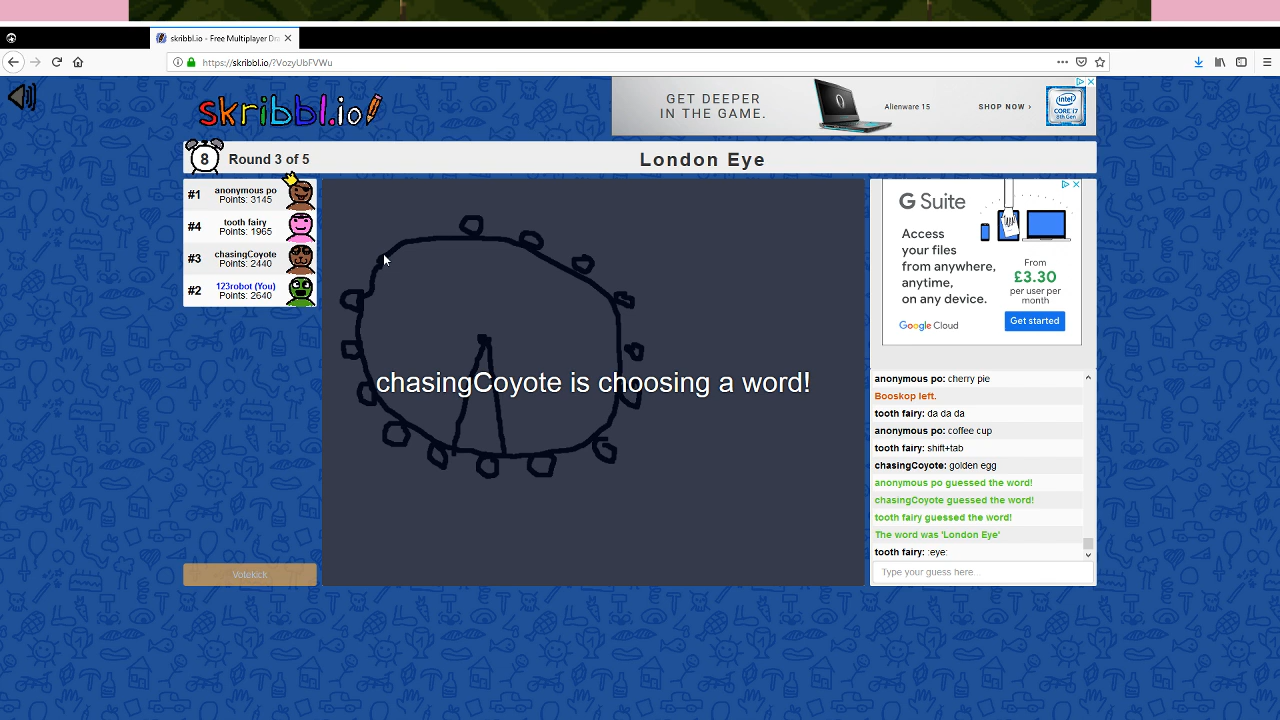 skribbl.io - Free Multiplayer Dra
https://skribbl.io/?VozyUbFVWu
skribbl.io
GET DEEPER
IN THE GAME.
Alienware 15
SHOP NOW ›
intel
CORE i7
8th Gen
8
Round 3 of 5
London Eye
#1
anonymous po
Points: 3145
#4
tooth fairy
Points: 1965
#3
chasingCoyote
Points: 2440
#2
123robot (You)
Points: 2640
Votekick
chasingCoyote is choosing a word!
G Suite
Access
your files
from anywhere,
anytime,
on any device.
From
£3.30
per user per
month
Google Cloud
Get started
anonymous po: cherry pie
Booskop left.
tooth fairy: da da da
anonymous po: coffee cup
tooth fairy: shift+tab
chasingCoyote: golden egg
anonymous po guessed the word!
chasingCoyote guessed the word!
tooth fairy guessed the word!
The word was 'London Eye'
tooth fairy: :eye:
Type your guess here...